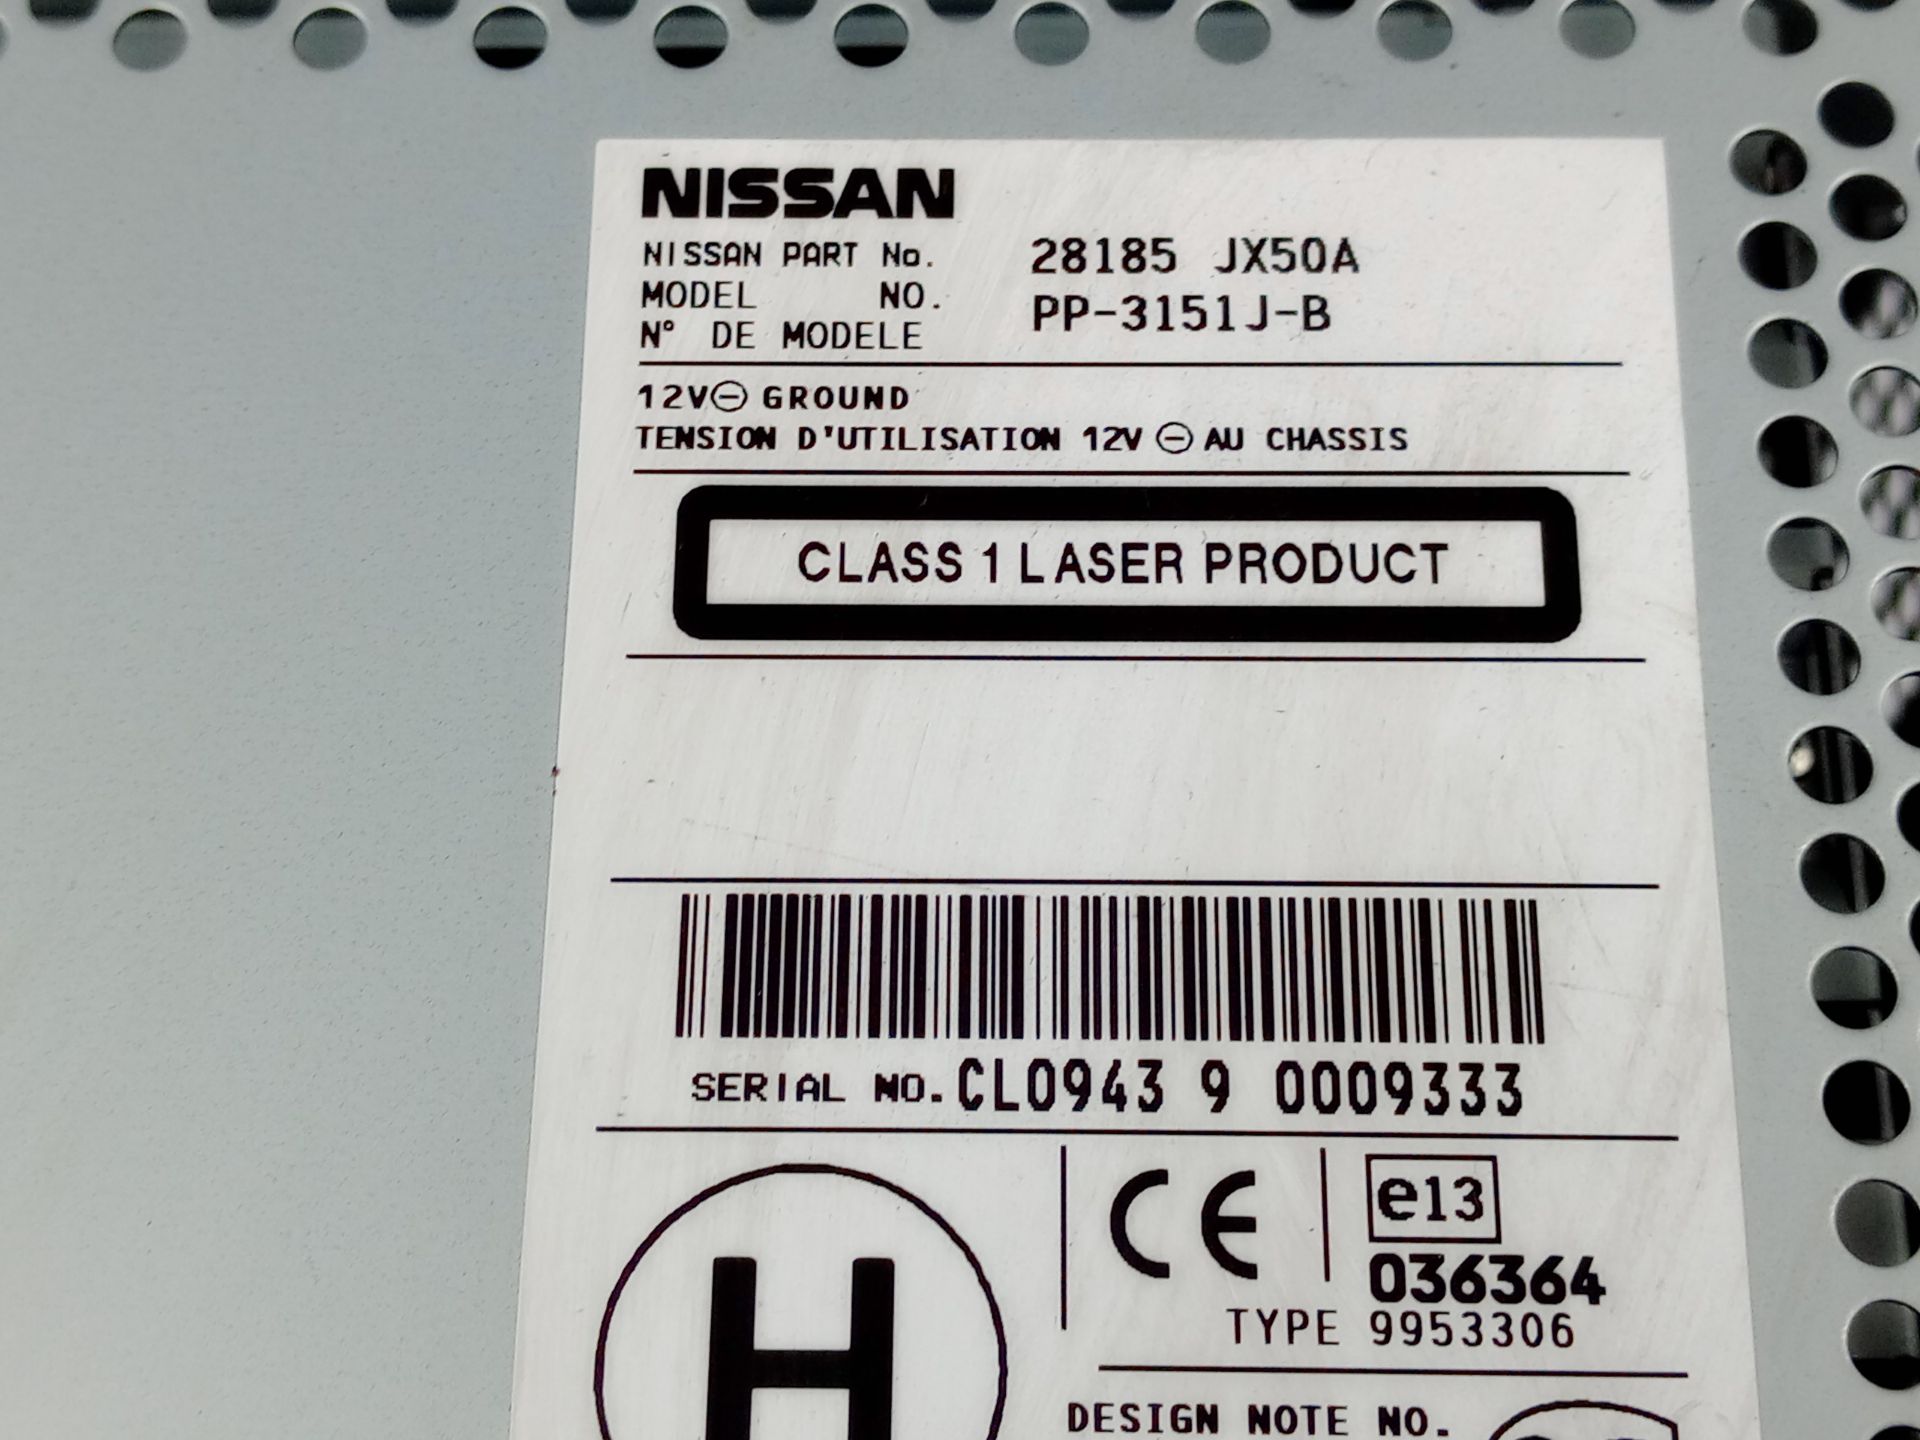 NISSAN
NISSAN PART No. 28185 JX50A
MODEL NO. PP-3151J-B
N° DE MODELE
12V⊖ GROUND
TENSION D'UTILISATION 12V ⊖ AU CHASSIS
CLASS 1 LASER PRODUCT
SERIAL NO. CL0943 9 0009333
H
CE
e13
036364
TYPE 9953306
DESIGN NOTE NO.